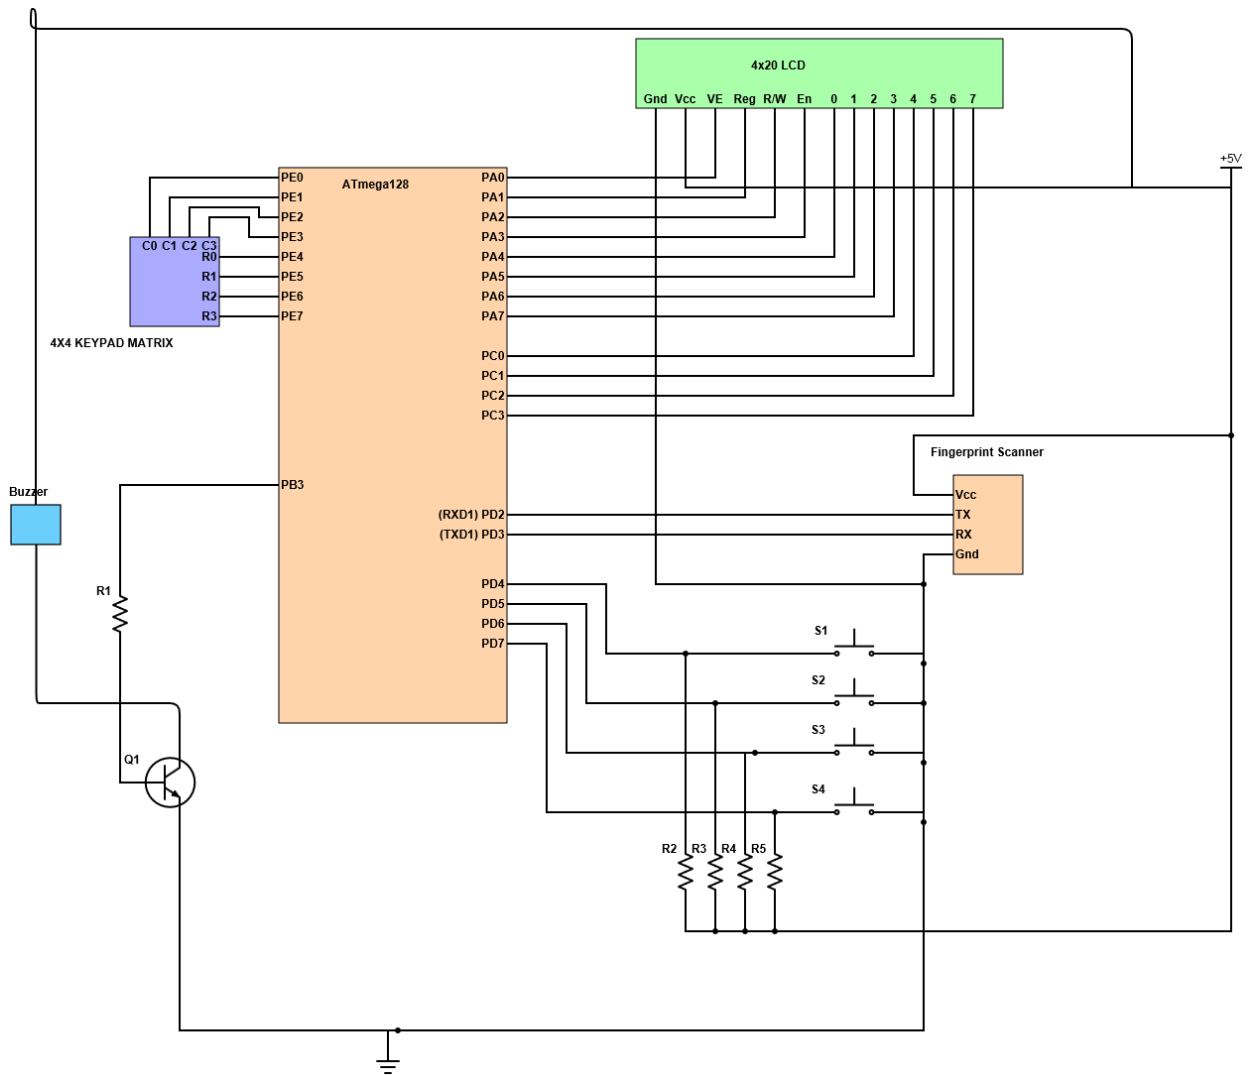 4x20 LCD
Gnd Vcc VE Reg R/W En 0 1 2 3 4 5 6 7
+5V
ATmega128
PE0
PE1
PE2
PE3
PE4
PE5
PE6
PE7
PB3
PA0
PA1
PA2
PA3
PA4
PA5
PA6
PA7
PC0
PC1
PC2
PC3
(RXD1) PD2
(TXD1) PD3
PD4
PD5
PD6
PD7
C0 C1 C2 C3
R0
R1
R2
R3
4X4 KEYPAD MATRIX
Fingerprint Scanner
Vcc
TX
RX
Gnd
Buzzer
R1
Q1
S1
S2
S3
S4
R2 R3 R4 R5